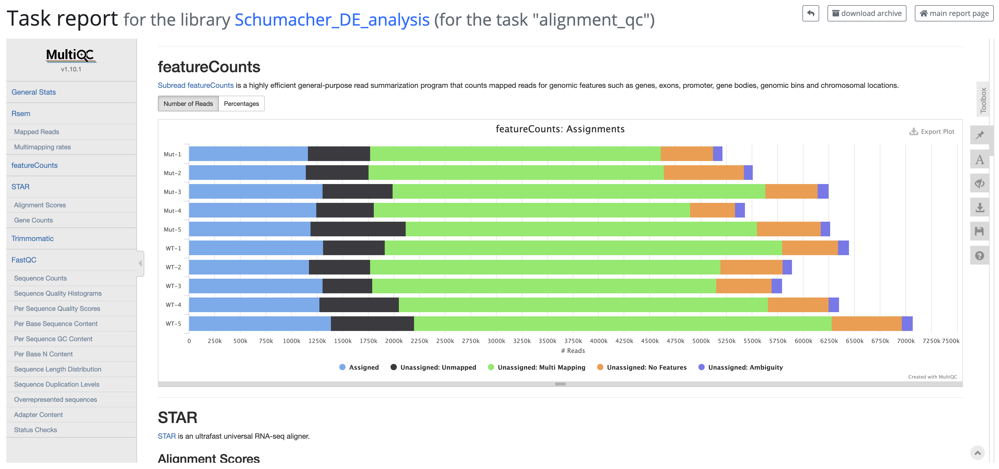 Task report for the library Schumacher_DE_analysis (for the task "alignment_qc")
download archive
main report page
MultiQC
v1.10.1
General Stats
Rsem
Mapped Reads
Multimapping rates
featureCounts
STAR
Alignment Scores
Gene Counts
Trimmomatic
FastQC
Sequence Counts
Sequence Quality Histograms
Per Sequence Quality Scores
Per Base Sequence Content
Per Sequence GC Content
Per Base N Content
Sequence Length Distribution
Sequence Duplication Levels
Overrepresented sequences
Adapter Content
Status Checks
featureCounts
Subread featureCounts is a highly efficient general-purpose read summarization program that counts mapped reads for genomic features such as genes, exons, promoter, gene bodies, genomic bins and chromosomal locations.
Number of Reads Percentages
featureCounts: Assignments
Export Plot
Mut-1
Mut-2
Mut-3
Mut-4
Mut-5
WT-1
WT-2
WT-3
WT-4
WT-5
0 250k 500k 750k 1000k 1250k 1500k 1750k 2000k 2250k 2500k 2750k 3000k 3250k 3500k 3750k 4000k 4250k 4500k 4750k 5000k 5250k 5500k 5750k 6000k 6250k 6500k 6750k 7000k 7250k 7500k
# Reads
Assigned Unassigned: Unmapped Unassigned: Multi Mapping Unassigned: No Features Unassigned: Ambiguity
Created with MultiQC
STAR
STAR is an ultrafast universal RNA-seq aligner.
Alignment Scores
Toolbox
A